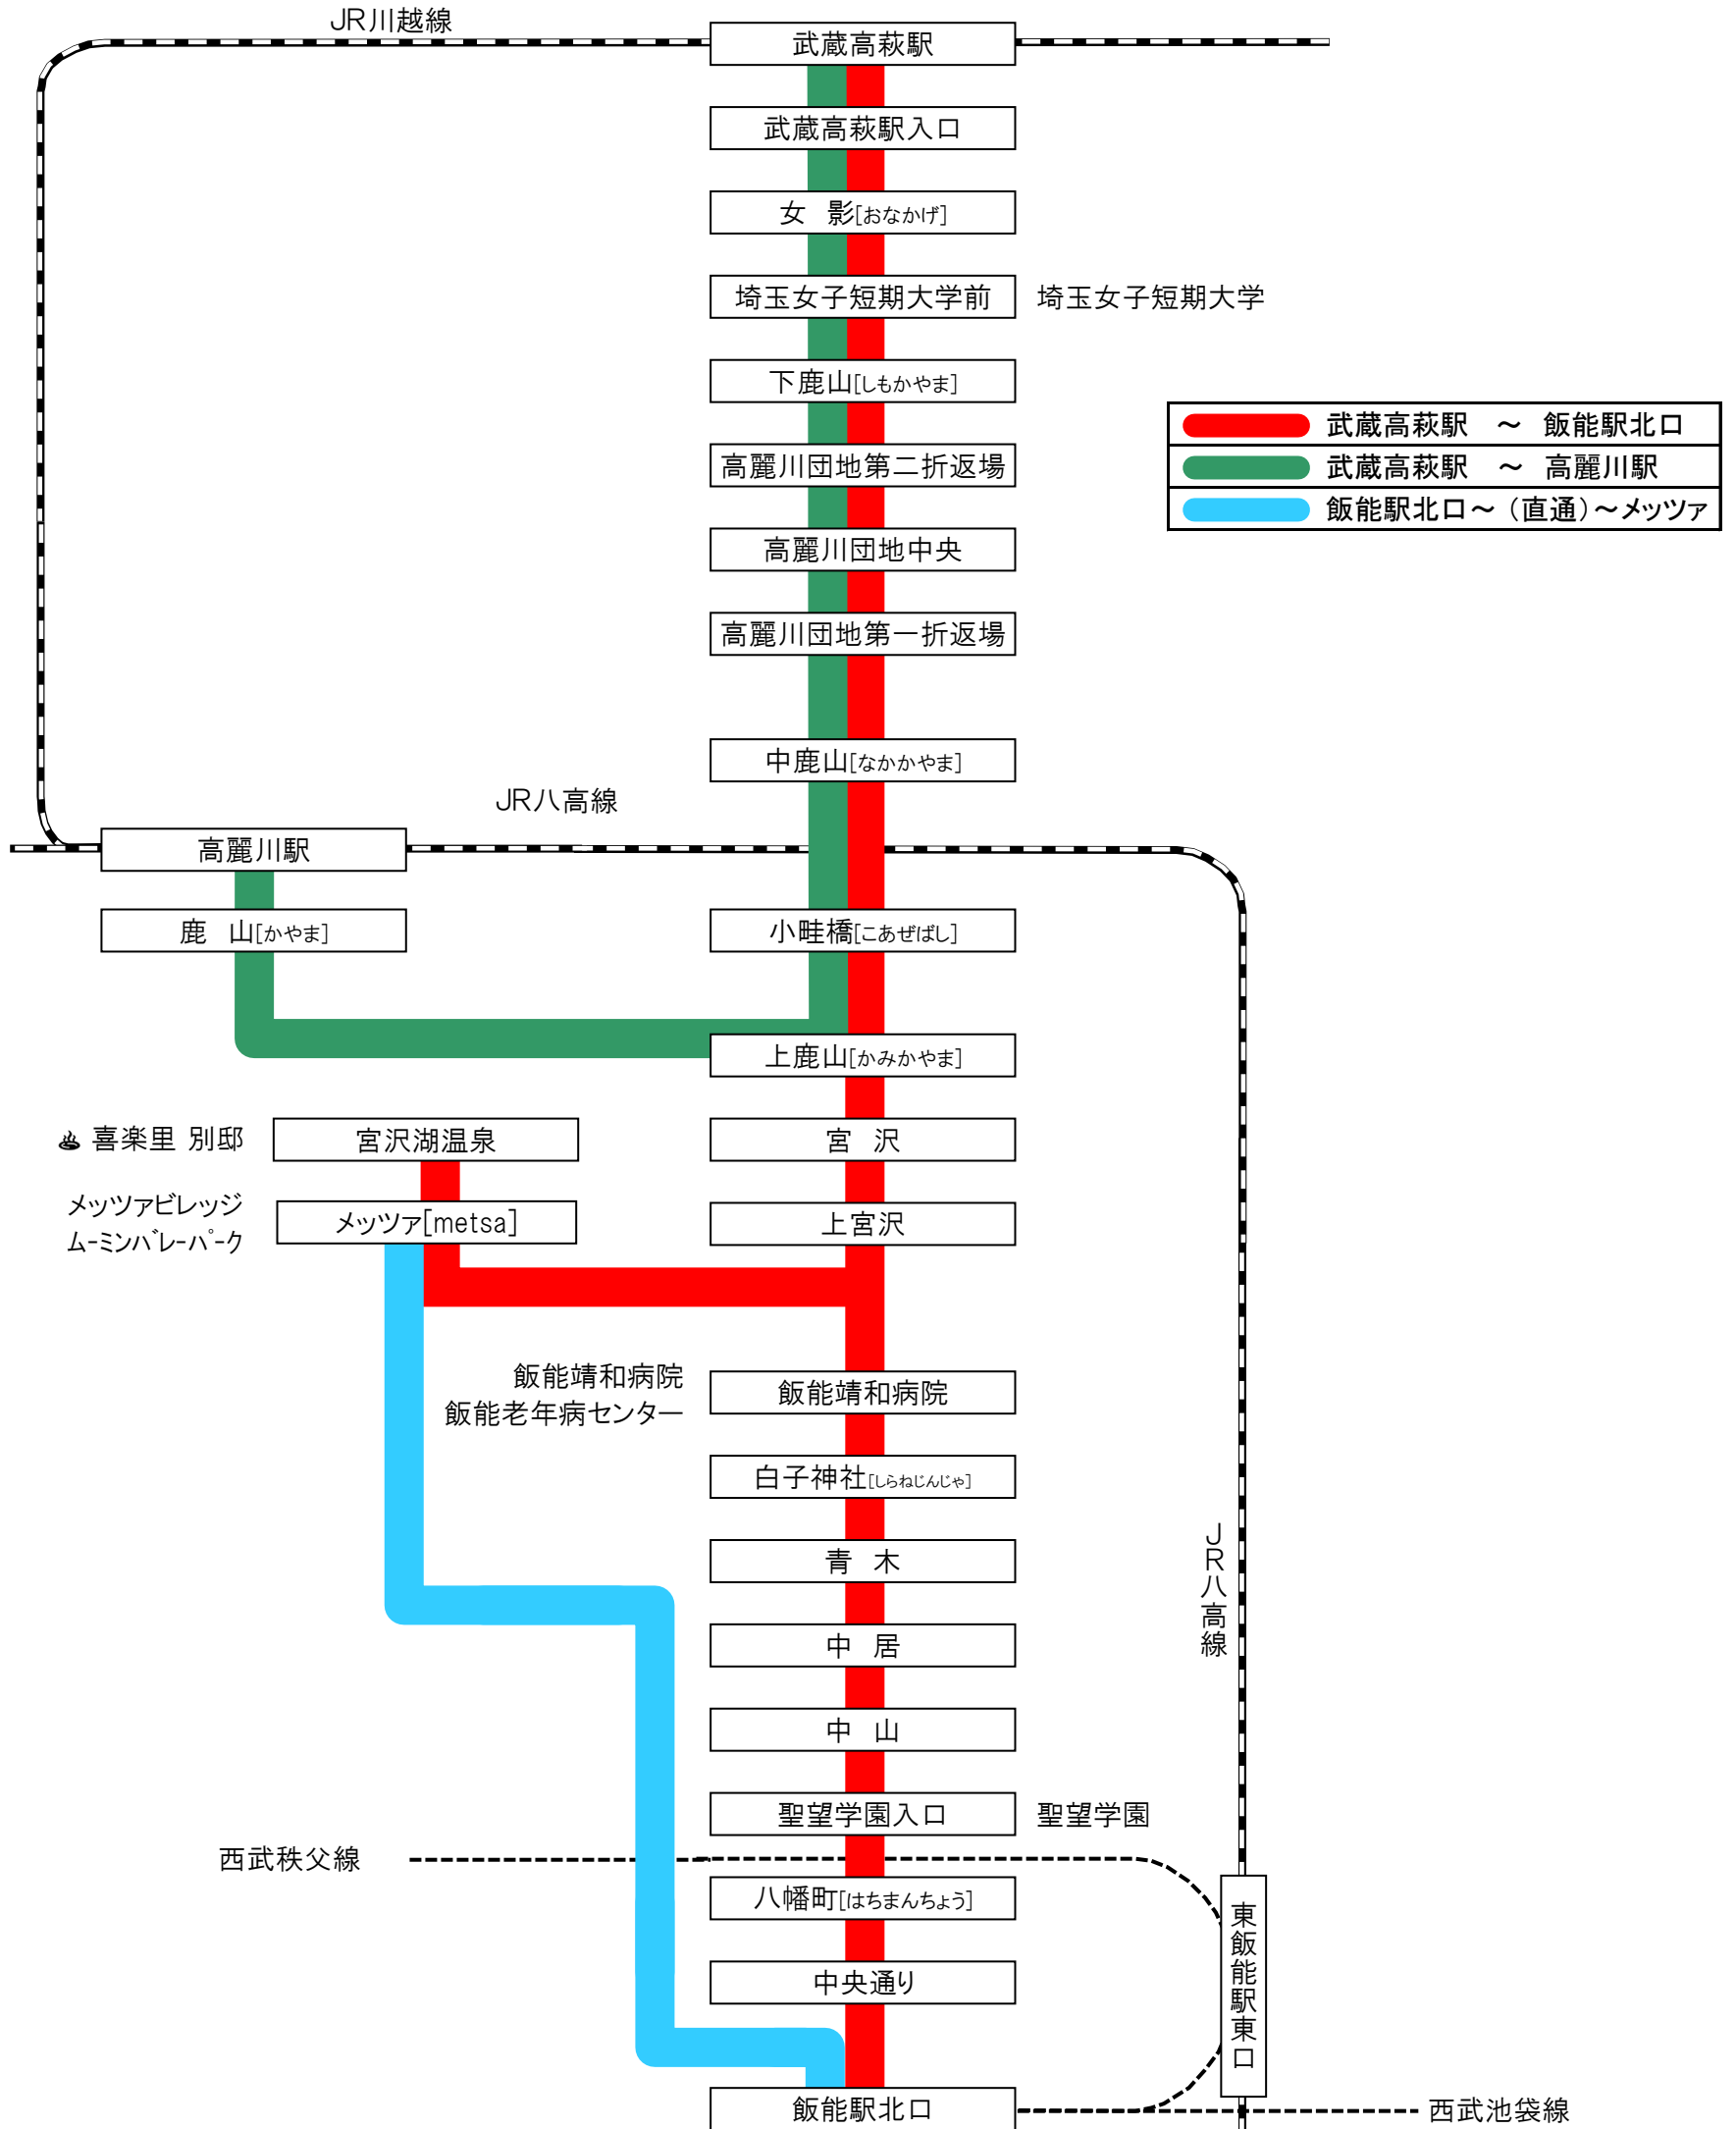 JR川越線
武蔵高萩駅
武蔵高萩駅入口
女　影[おなかげ]
埼玉女子短期大学前
埼玉女子短期大学
下鹿山[しもかやま]
武蔵高萩駅　～　飯能駅北口
武蔵高萩駅　～　高麗川駅
飯能駅北口～（直通）～メッツァ
高麗川団地第二折返場
高麗川団地中央
高麗川団地第一折返場
中鹿山[なかかやま]
JR八高線
高麗川駅
鹿　山[かやま]
小畦橋[こあぜばし]
上鹿山[かみかやま]
♨ 喜楽里 別邸
宮沢湖温泉
宮　沢
メッツァビレッジ
ムーミンバレーパーク
メッツァ[metsa]
上宮沢
飯能靖和病院
飯能老年病センター
飯能靖和病院
白子神社[しらねじんじゃ]
青　木
JR八高線
中　居
中　山
聖望学園入口
聖望学園
西武秩父線
八幡町[はちまんちょう]
東飯能駅東口
中央通り
飯能駅北口
西武池袋線